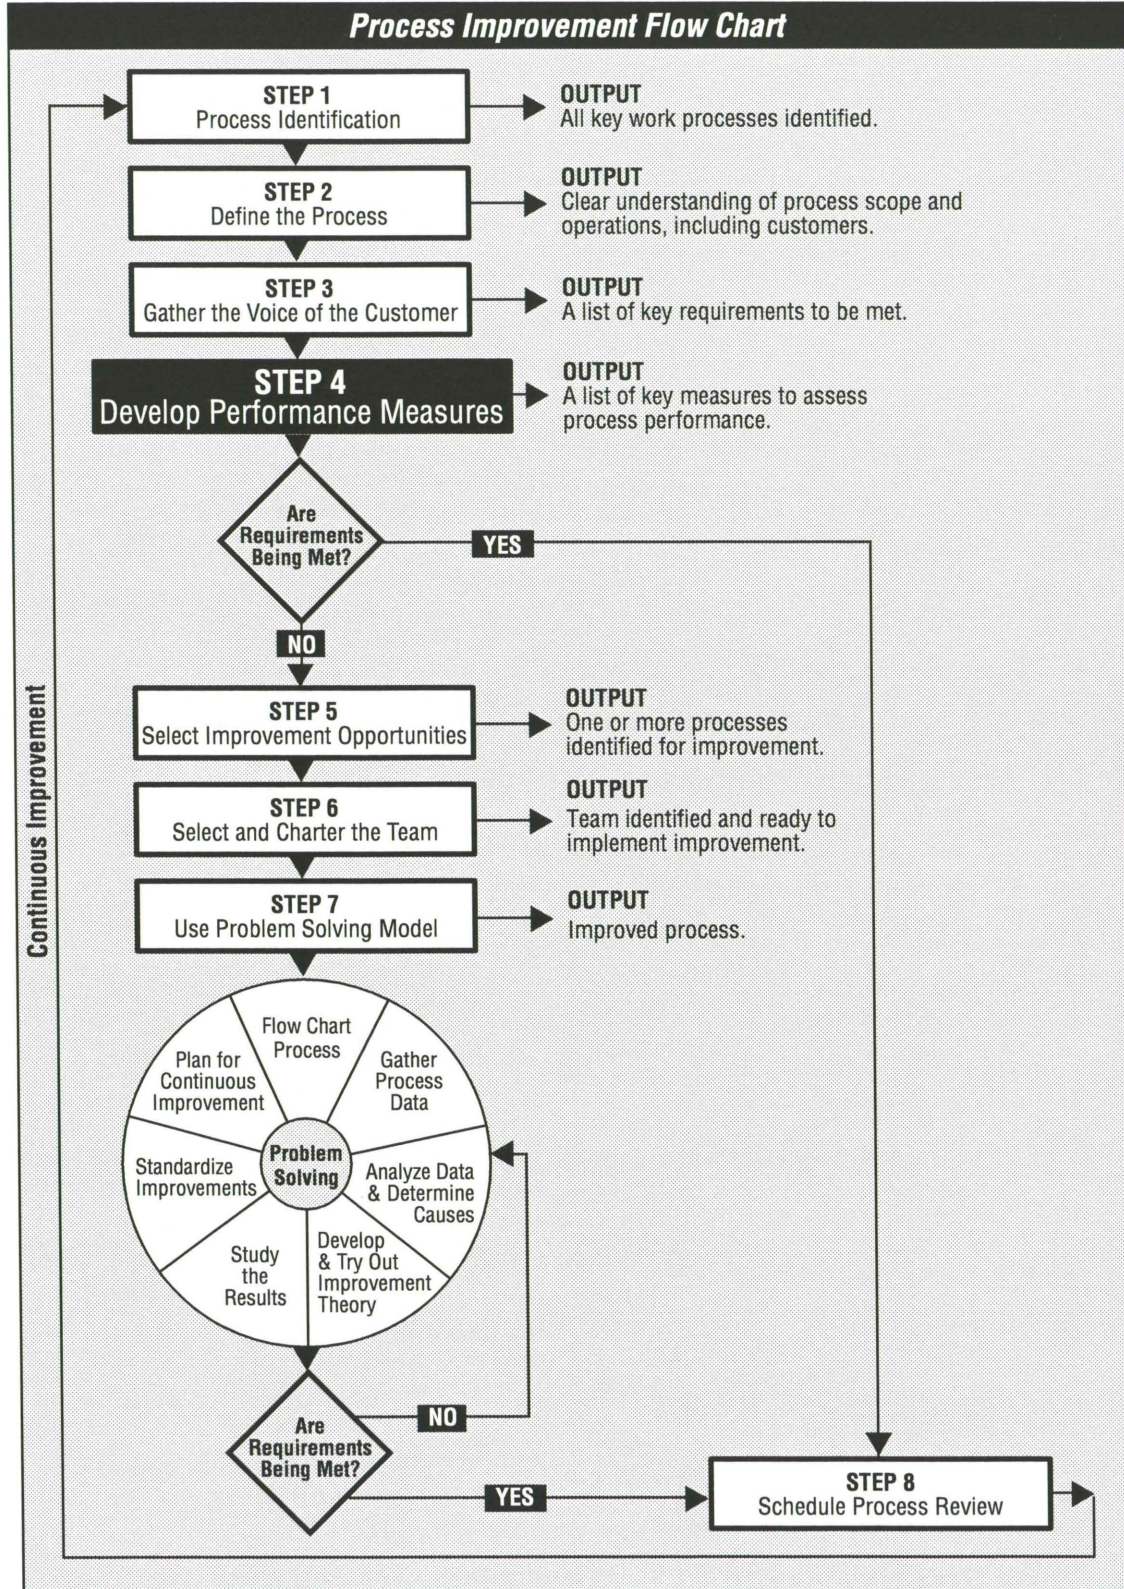 Process Improvement Flow Chart
STEP 1
Process Identification
OUTPUT
All key work processes identified.
STEP 2
Define the Process
OUTPUT
Clear understanding of process scope and
operations, including customers.
STEP 3
Gather the Voice of the Customer
OUTPUT
A list of key requirements to be met.
STEP 4
Develop Performance Measures
OUTPUT
A list of key measures to assess
process performance.
Are
Requirements
Being Met?
YES
NO
STEP 5
Select Improvement Opportunities
OUTPUT
One or more processes
identified for improvement.
STEP 6
Select and Charter the Team
OUTPUT
Team identified and ready to
implement improvement.
STEP 7
Use Problem Solving Model
OUTPUT
Improved process.
Continuous Improvement
Flow Chart
Process
Gather
Process
Data
Analyze Data
& Determine
Causes
Develop
& Try Out
Improvement
Theory
Study
the
Results
Standardize
Improvements
Plan for
Continuous
Improvement
Problem
Solving
Are
Requirements
Being Met?
NO
YES
STEP 8
Schedule Process Review